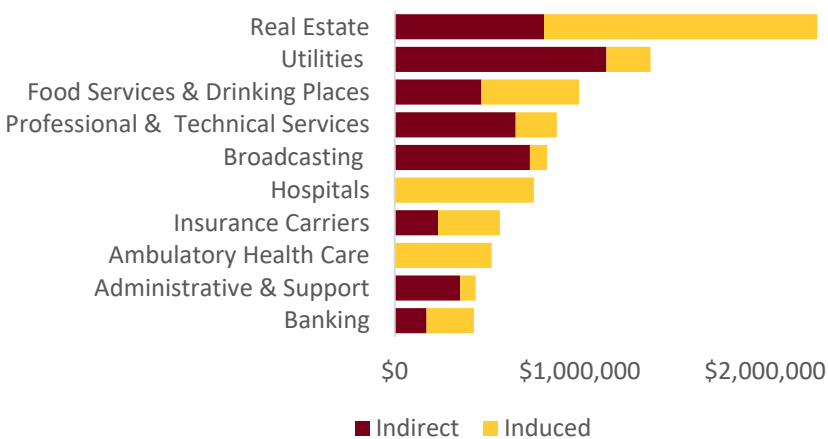 Real Estate
Utilities
Food Services & Drinking Places
Professional & Technical Services
Broadcasting
Hospitals
Insurance Carriers
Ambulatory Health Care
Administrative & Support
Banking
$0 $1,000,000 $2,000,000
Indirect Induced